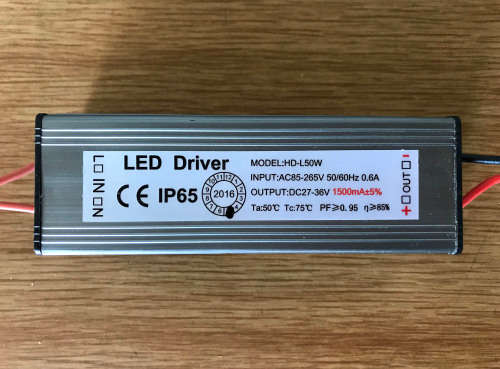 LED Driver
CE IP65
2016
MODEL:HD-L50W
INPUT:AC85-265V 50/60Hz 0.6A
OUTPUT:DC27-36V 1500mA±5%
Ta:50℃ Tc:75℃ PF≥0.95 η≥85%
L IN N
- OUT +